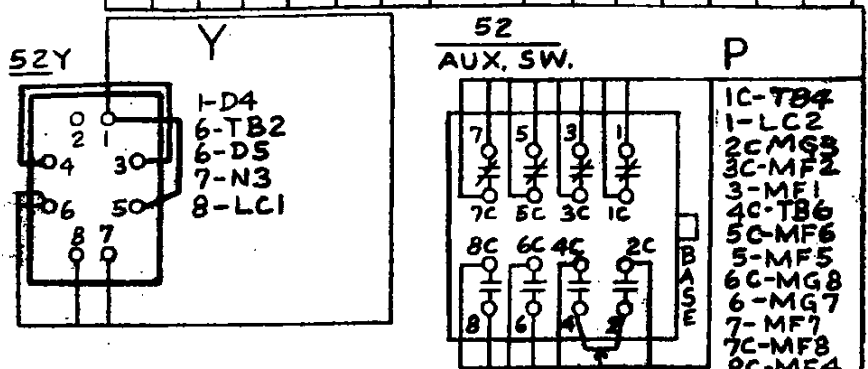 52Y
Y
1-D4
6-TB2
6-D5
7-N3
8-LC1
2
1
4
3
6
5
8
7
52
AUX. SW.
P
7
5
3
1
7C
5C
3C
1C
8C
6C
4C
2C
8
6
4
2
BASE
1C-TB4
1-LC2
2C MG3
3C-MF2
3-MF1
4C-TB6
5C-MF6
5-MF5
6C-MG8
6-MG7
7-MF7
7C-MF8
8C-MF4